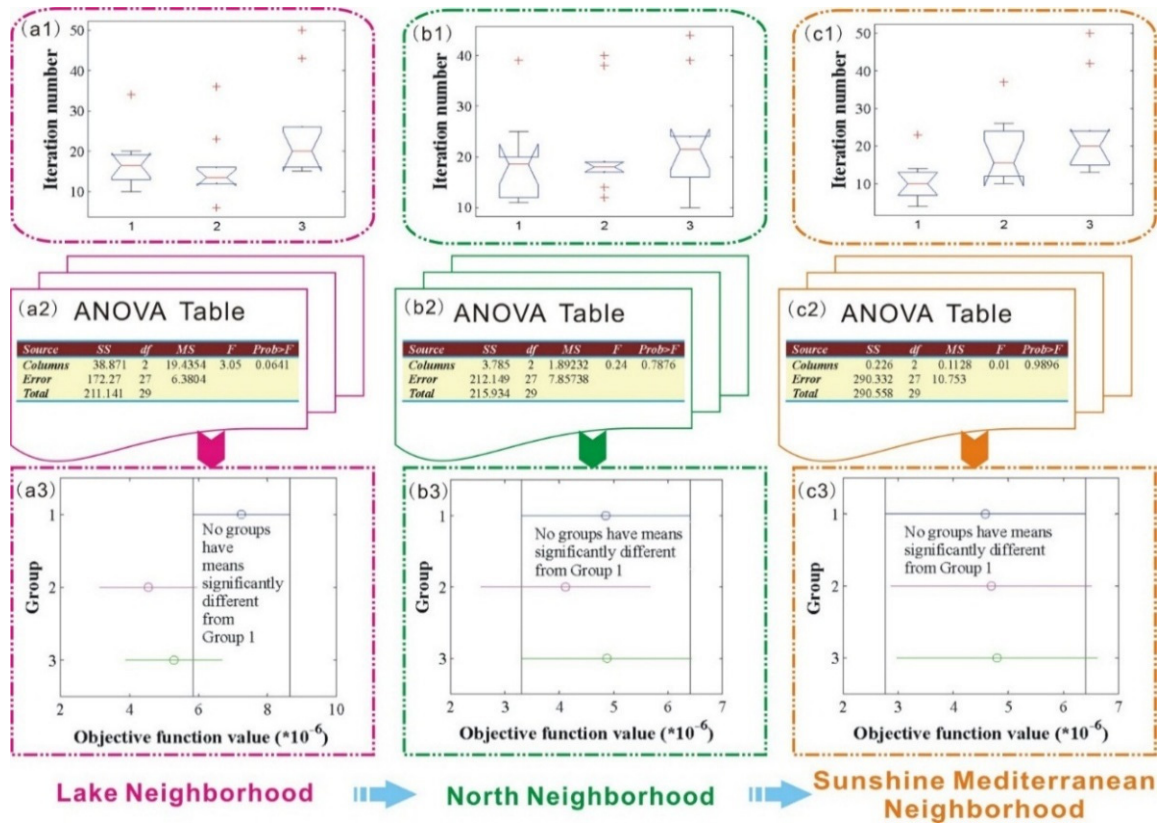 (a1)
Iteration number
50
40
30
20
10
1 2 3
(b1)
Iteration number
40
30
20
10
1 2 3
(c1)
Iteration number
50
40
30
20
10
1 2 3
(a2) ANOVA Table
Source SS df MS F Prob>F
Columns 38.871 2 19.4354 3.05 0.0641
Error 172.27 27 6.3804
Total 211.141 29
(b2) ANOVA Table
Source SS df MS F Prob>F
Columns 3.785 2 1.89232 0.24 0.7876
Error 212.149 27 7.85738
Total 215.934 29
(c2) ANOVA Table
Source SS df MS F Prob>F
Columns 0.226 2 0.1128 0.01 0.9896
Error 290.332 27 10.753
Total 290.558 29
(a3)
Group
1
2
3
No groups
have
means
significantly
different
from
Group 1
2 4 6 8 10
Objective function value (*10⁻⁶)
(b3)
Group
1
2
3
No groups have means
significantly different
from Group 1
2 3 4 5 6 7
Objective function value (*10⁻⁶)
(c3)
Group
1
2
3
No groups have means
significantly different
from Group 1
2 3 4 5 6 7
Objective function value (*10⁻⁶)
Lake Neighborhood
North Neighborhood
Sunshine Mediterranean
Neighborhood